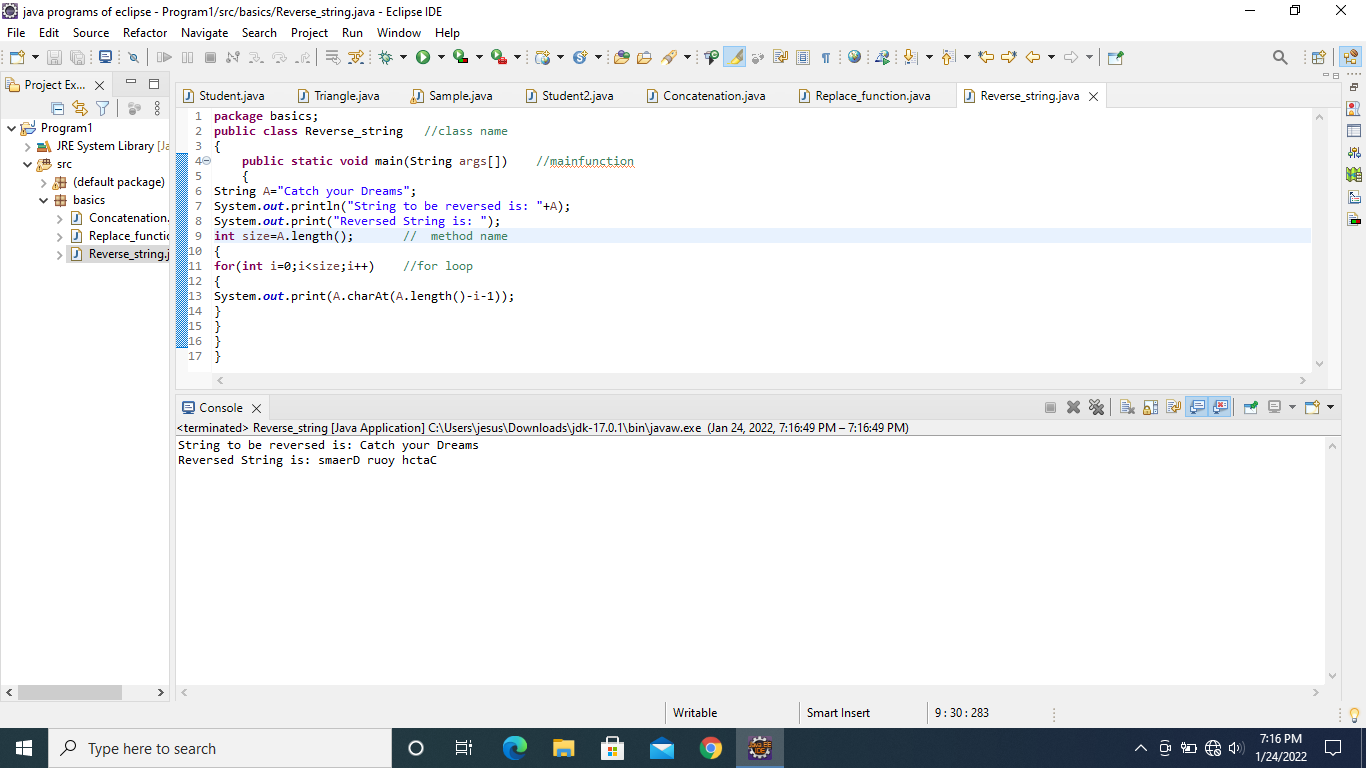 java programs of eclipse - Program1/src/basics/Reverse_string.java - Eclipse IDE
File Edit Source Refactor Navigate Search Project Run Window Help
Project Ex...
Program1
JRE System Library [Ja
src
(default package)
basics
Concatenation.
Replace_functio
Reverse_string.j
Student.java Triangle.java Sample.java Student2.java Concatenation.java Replace_function.java Reverse_string.java
1 package basics;
2 public class Reverse_string //class name
3 {
4 public static void main(String args[]) //mainfunction
5 {
6 String A="Catch your Dreams";
7 System.out.println("String to be reversed is: "+A);
8 System.out.print("Reversed String is: ");
9 int size=A.length(); // method name
10 {
11 for(int i=0;i<size;i++) //for loop
12 {
13 System.out.print(A.charAt(A.length()-i-1));
14 }
15 }
16 }
17 }
Console
<terminated> Reverse_string [Java Application] C:\Users\jesus\Downloads\jdk-17.0.1\bin\javaw.exe (Jan 24, 2022, 7:16:49 PM – 7:16:49 PM)
String to be reversed is: Catch your Dreams
Reversed String is: smaerD ruoy hctaC
Writable Smart Insert 9 : 30 : 283
Type here to search
7:16 PM
1/24/2022